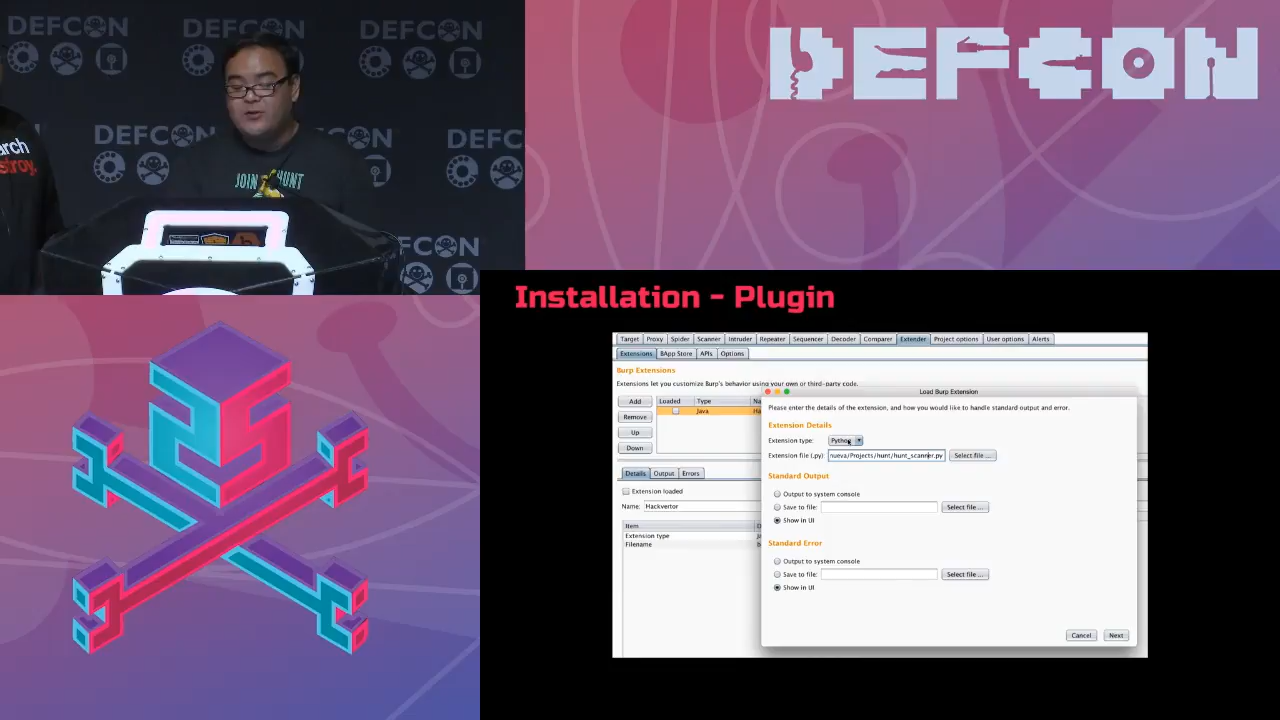 DEFCON DEFCON DEFCON
DEFCON DEFCON
DEFCON
JOIN HUNT
DEFCON
Installation - Plugin
Target Proxy Spider Scanner Intruder Repeater Sequencer Decoder Comparer Extender Project options User options Alerts
Extensions BApp Store APIs Options
Burp Extensions
Extensions let you customize Burp's behavior using your own or third-party code.
Add Loaded Type
Java
Remove
Up
Down
Details Output Errors
Extension loaded
Name: Hackvertor
Item
Extension type
Filename
Load Burp Extension
Please enter the details of the extension, and how you would like to handle standard output and error.
Extension Details
Extension type: Python
Extension file (.py): nueva/Projects/hunt/hunt_scanner.py Select file ...
Standard Output
Output to system console
Save to file: Select file ...
Show in UI
Standard Error
Output to system console
Save to file: Select file ...
Show in UI
Cancel Next